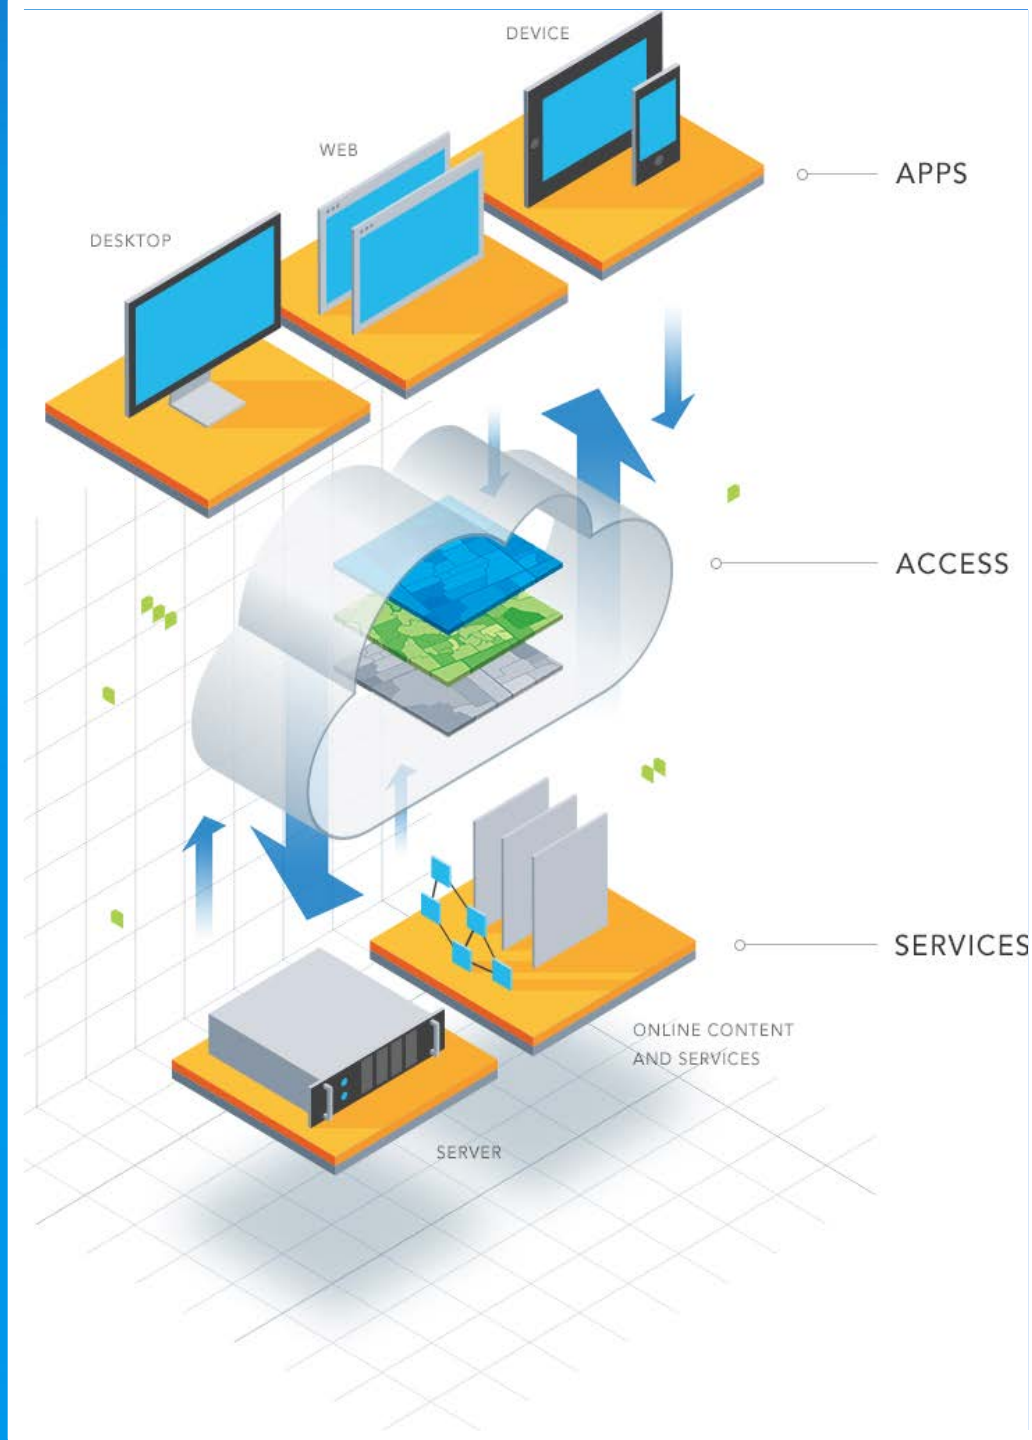 DEVICE
WEB
APPS
DESKTOP
ACCESS
SERVICES
ONLINE CONTENT
AND SERVICES
SERVER